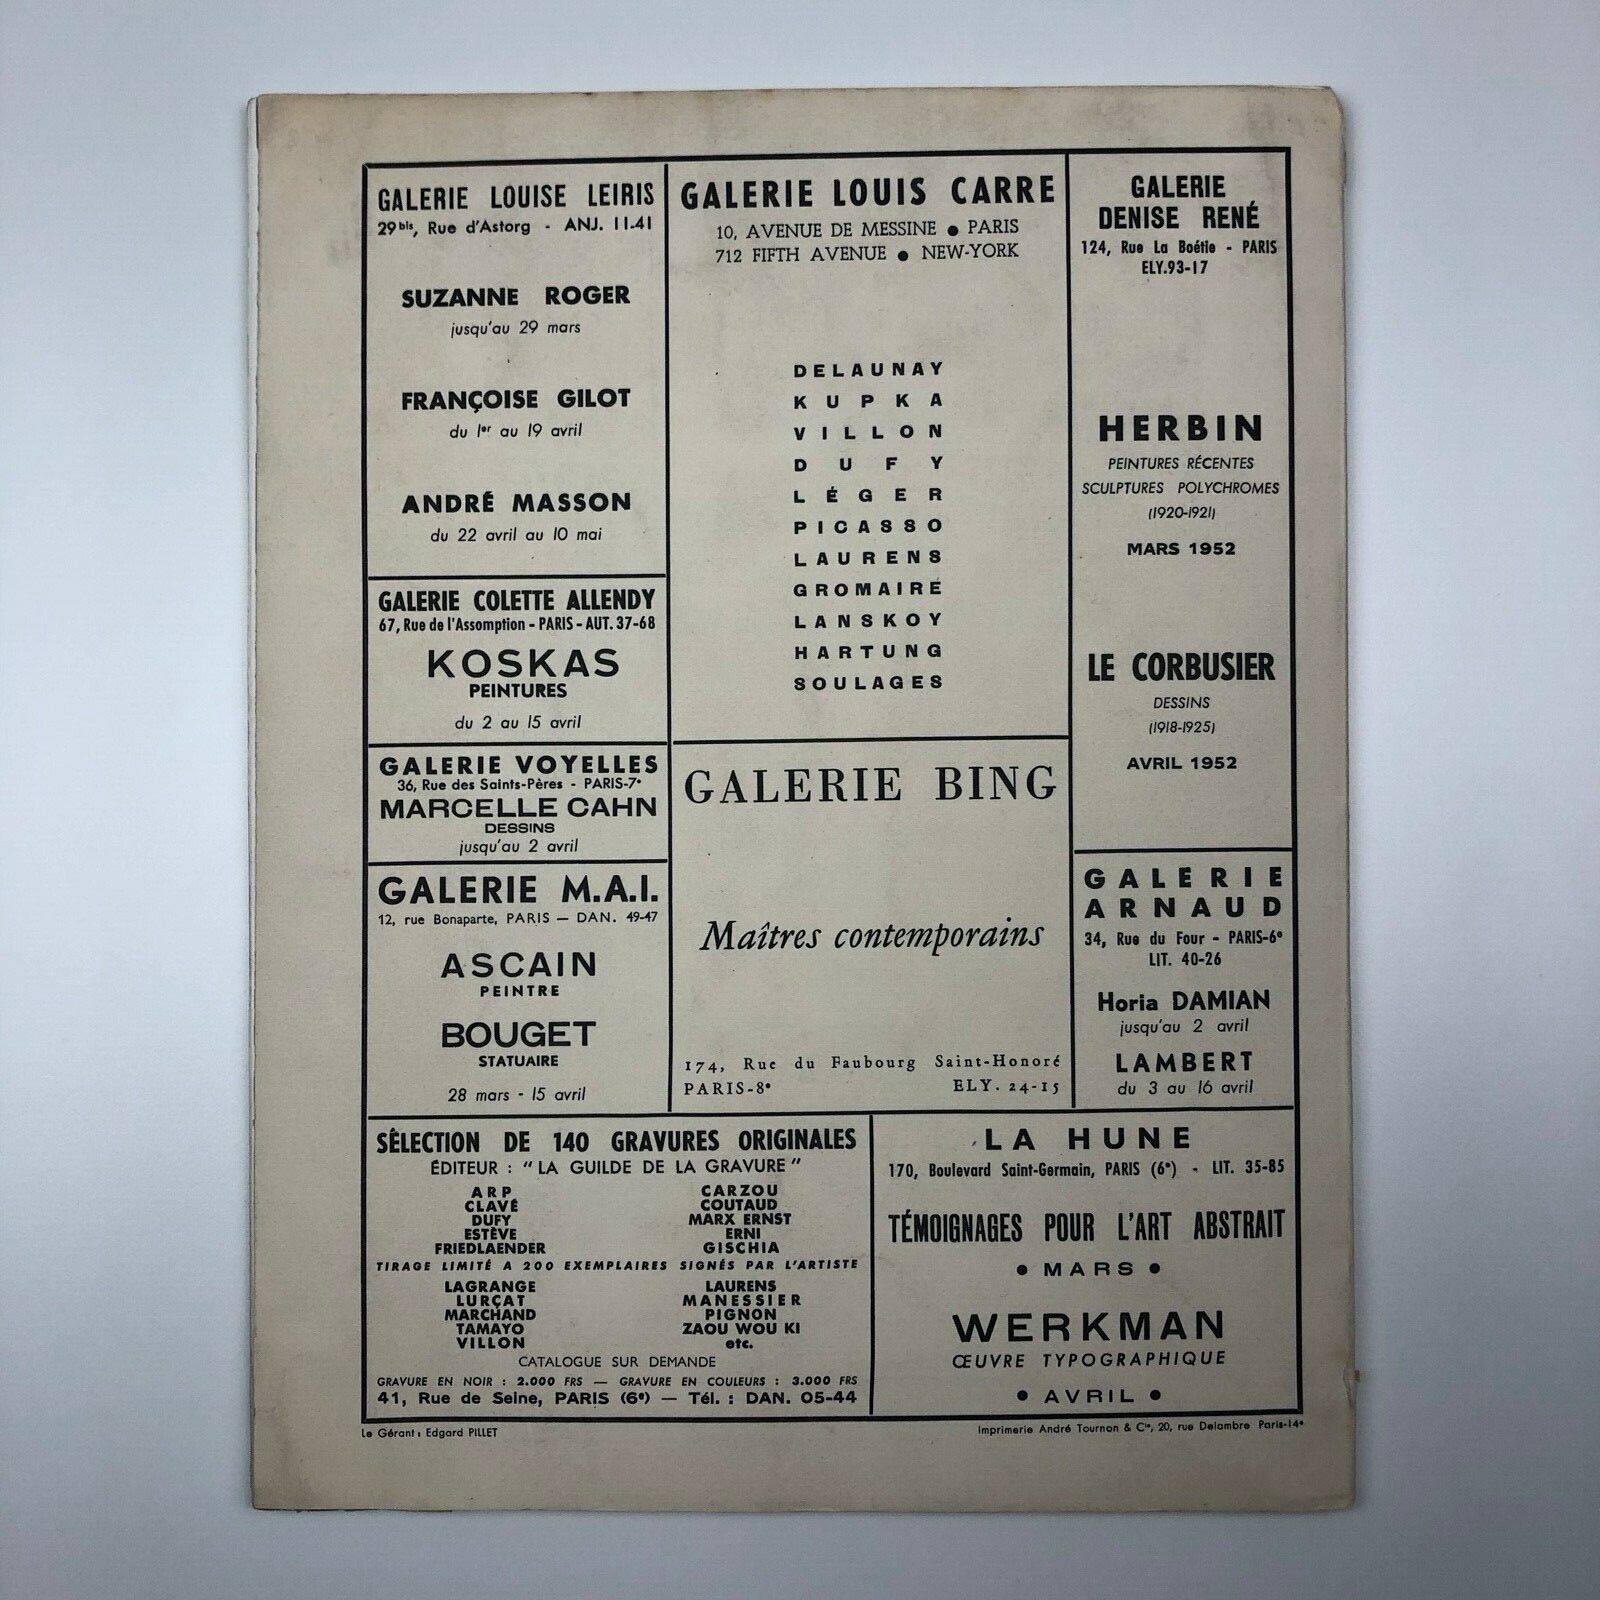 GALERIE LOUISE LEIRIS
29bis, Rue d'Astorg - ANJ. 11-41
SUZANNE ROGER
jusqu'au 29 mars
FRANÇOISE GILOT
du 1er au 19 avril
ANDRÉ MASSON
du 22 avril au 10 mai
GALERIE COLETTE ALLENDY
67, Rue de l'Assomption - PARIS - AUT. 37-68
KOSKAS
PEINTURES
du 2 au 15 avril
GALERIE VOYELLES
36, Rue des Saints-Pères - PARIS-7e
MARCELLE CAHN
DESSINS
jusqu'au 2 avril
GALERIE M.A.I.
12, rue Bonaparte, PARIS — DAN. 49-47
ASCAIN
PEINTRE
BOUGET
STATUAIRE
28 mars - 15 avril
GALERIE LOUIS CARRE
10, AVENUE DE MESSINE ● PARIS
712 FIFTH AVENUE ● NEW-YORK
DELAUNAY
KUPKA
VILLON
DUFY
LÉGER
PICASSO
LAURENS
GROMAIRE
LANSKOY
HARTUNG
SOULAGES
GALERIE BING
Maîtres contemporains
174, Rue du Faubourg Saint-Honoré
PARIS-8e ELY. 24-15
GALERIE
DENISE RENÉ
124, Rue La Boétie - PARIS
ELY.93-17
HERBIN
PEINTURES RÉCENTES
SCULPTURES POLYCHROMES
(1920-1921)
MARS 1952
LE CORBUSIER
DESSINS
(1918-1925)
AVRIL 1952
GALERIE
ARNAUD
34, Rue du Four - PARIS-6e
LIT. 40-26
Horia DAMIAN
jusqu'au 2 avril
LAMBERT
du 3 au 16 avril
SÉLECTION DE 140 GRAVURES ORIGINALES
ÉDITEUR : "LA GUILDE DE LA GRAVURE"
ARP CARZOU
CLAVÉ COUTAUD
DUFY MARX ERNST
ESTÈVE ERNI
FRIEDLAENDER GISCHIA
TIRAGE LIMITÉ A 200 EXEMPLAIRES SIGNÉS PAR L'ARTISTE
LAGRANGE LAURENS
LURÇAT MANESSIER
MARCHAND PIGNON
TAMAYO ZAOU WOU KI
VILLON etc.
CATALOGUE SUR DEMANDE
GRAVURE EN NOIR : 2.000 FRS — GRAVURE EN COULEURS : 3.000 FRS
41, Rue de Seine, PARIS (6e) — Tél. : DAN. 05-44
LA HUNE
170, Boulevard Saint-Germain, PARIS (6e) - LIT. 35-85
TÉMOIGNAGES POUR L'ART ABSTRAIT
● MARS ●
WERKMAN
ŒUVRE TYPOGRAPHIQUE
● AVRIL ●
Le Gérant : Edgard PILLET
Imprimerie André Tournon & Cie, 20, rue Delambre Paris-14e